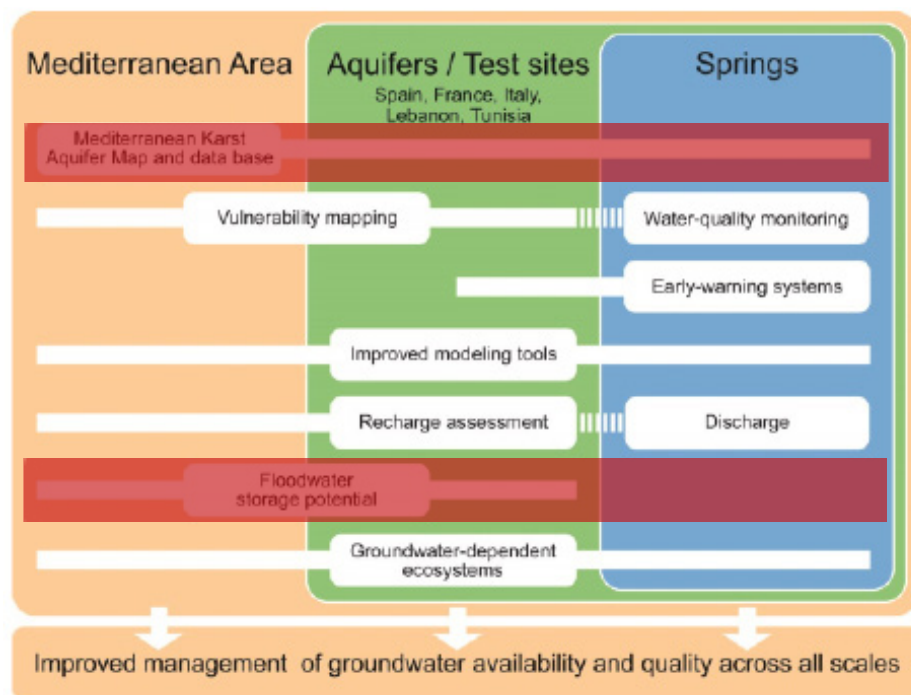 Mediterranean Area
Aquifers / Test sites
Springs
Spain, France, Italy,
Lebanon, Tunisia
Mediterranean Karst
Aquifer Map and data base
Vulnerability mapping
Water-quality monitoring
Early-warning systems
Improved modeling tools
Recharge assessment
Discharge
Floodwater
storage potential
Groundwater-dependent
ecosystems
Improved management of groundwater availability and quality across all scales